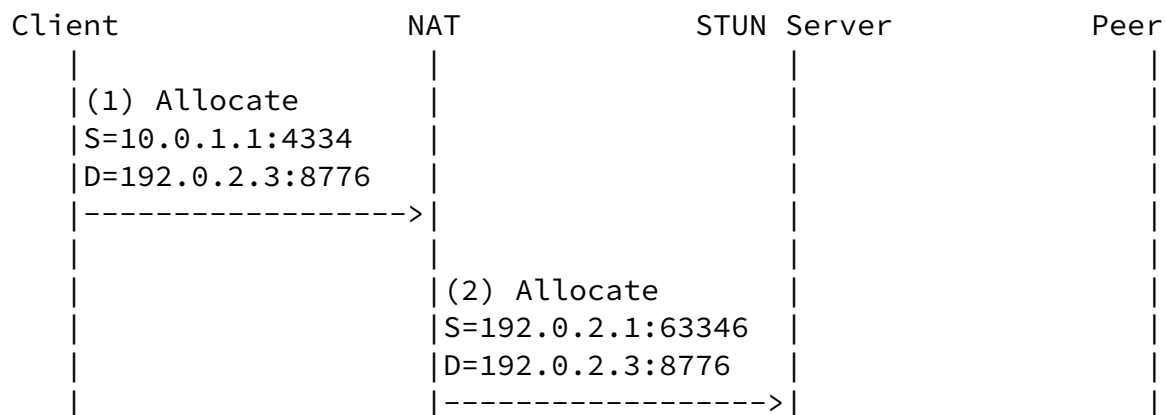 Client                NAT              STUN Server           Peer
   |                   |                   |                   |
   |(1) Allocate       |                   |                   |
   |S=10.0.1.1:4334    |                   |                   |
   |D=192.0.2.3:8776   |                   |                   |
   |------------------>|                   |                   |
   |                   |                   |                   |
   |                   |(2) Allocate       |                   |
   |                   |S=192.0.2.1:63346  |                   |
   |                   |D=192.0.2.3:8776   |                   |
   |                   |------------------>|                   |